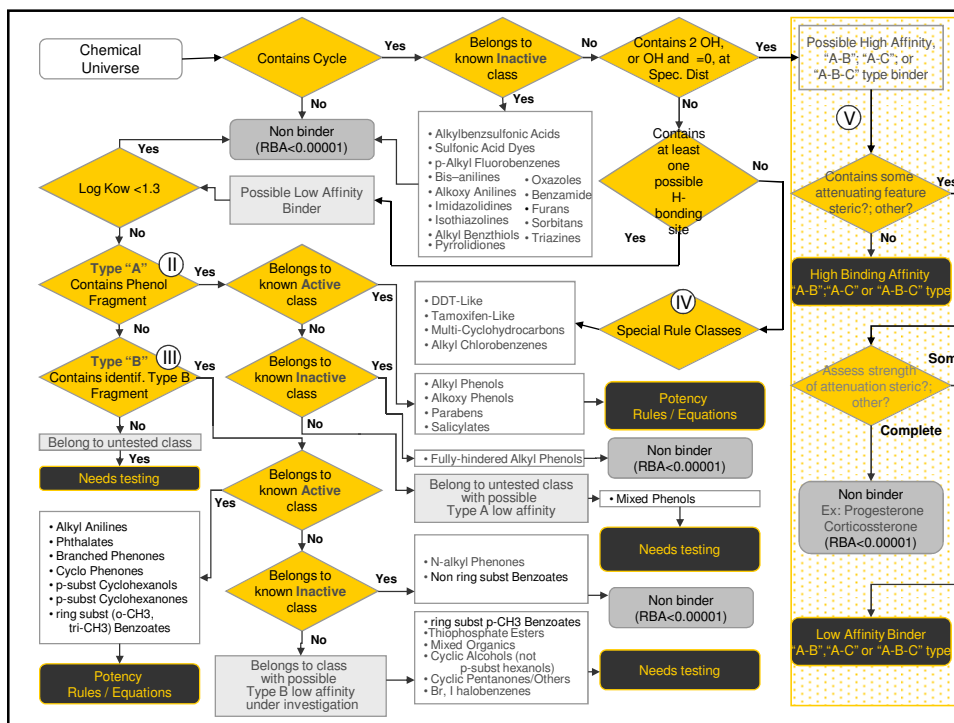 Chemical
Universe
Contains Cycle
Yes
Belongs to
known Inactive
class
No
Contains 2 OH,
or OH and =0, at
Spec. Dist
Yes
Possible High Affinity,
“A-B”; “A-C”; or
“A-B-C” type binder
No
Yes
No
V
Non binder
(RBA<0.00001)
• Alkylbenzsulfonic Acids
• Sulfonic Acid Dyes
• p-Alkyl Fluorobenzenes
• Bis–anilines
• Alkoxy Anilines
• Imidazolidines
• Isothiazolines
• Alkyl Benzthiols
• Pyrrolidiones
• Oxazoles
• Benzamide
• Furans
• Sorbitans
• Triazines
Contains
at least
one
possible
H-
bonding
site
No
Yes
Yes
Log Kow <1.3
Possible Low Affinity
Binder
No
Contains some
attenuating feature
steric?; other?
Yes
No
High Binding Affinity
“A-B”;“A-C” or “A-B-C” type
Type “A”
Contains Phenol
Fragment
II
Yes
Belongs to
known Active
class
Yes
No
No
• DDT-Like
• Tamoxifen-Like
• Multi-Cyclohydrocarbons
• Alkyl Chlorobenzenes
IV
Special Rule Classes
Type “B”
Contains identif. Type B
Fragment
III
Yes
Belongs to
known Inactive
class
Yes
No
No
• Alkyl Phenols
• Alkoxy Phenols
• Parabens
• Salicylates
Potency
Rules / Equations
Som
Assess strength
of attenuation steric?;
other?
Complete
Belong to untested class
Yes
Needs testing
• Fully-hindered Alkyl Phenols
Non binder
(RBA<0.00001)
Belongs to
known Active
class
Yes
No
Belong to untested class
with possible
Type A low affinity
• Mixed Phenols
Needs testing
Non binder
Ex: Progesterone
Corticossterone
(RBA<0.00001)
• Alkyl Anilines
• Phthalates
• Branched Phenones
• Cyclo Phenones
• p-subst Cyclohexanols
• p-subst Cyclohexanones
• ring subst (o-CH3,
tri-CH3) Benzoates
Belongs to
known Inactive
class
Yes
No
• N-alkyl Phenones
• Non ring subst Benzoates
Non binder
(RBA<0.00001)
• ring subst p-CH3 Benzoates
• Thiophosphate Esters
• Mixed Organics
• Cyclic Alcohols (not
p-subst hexanols)
• Cyclic Pentanones/Others
• Br, I halobenzenes
Needs testing
Low Affinity Binder
“A-B”,“A-C” or “A-B-C” type
Potency
Rules / Equations
Belongs to class
with possible
Type B low affinity
under investigation